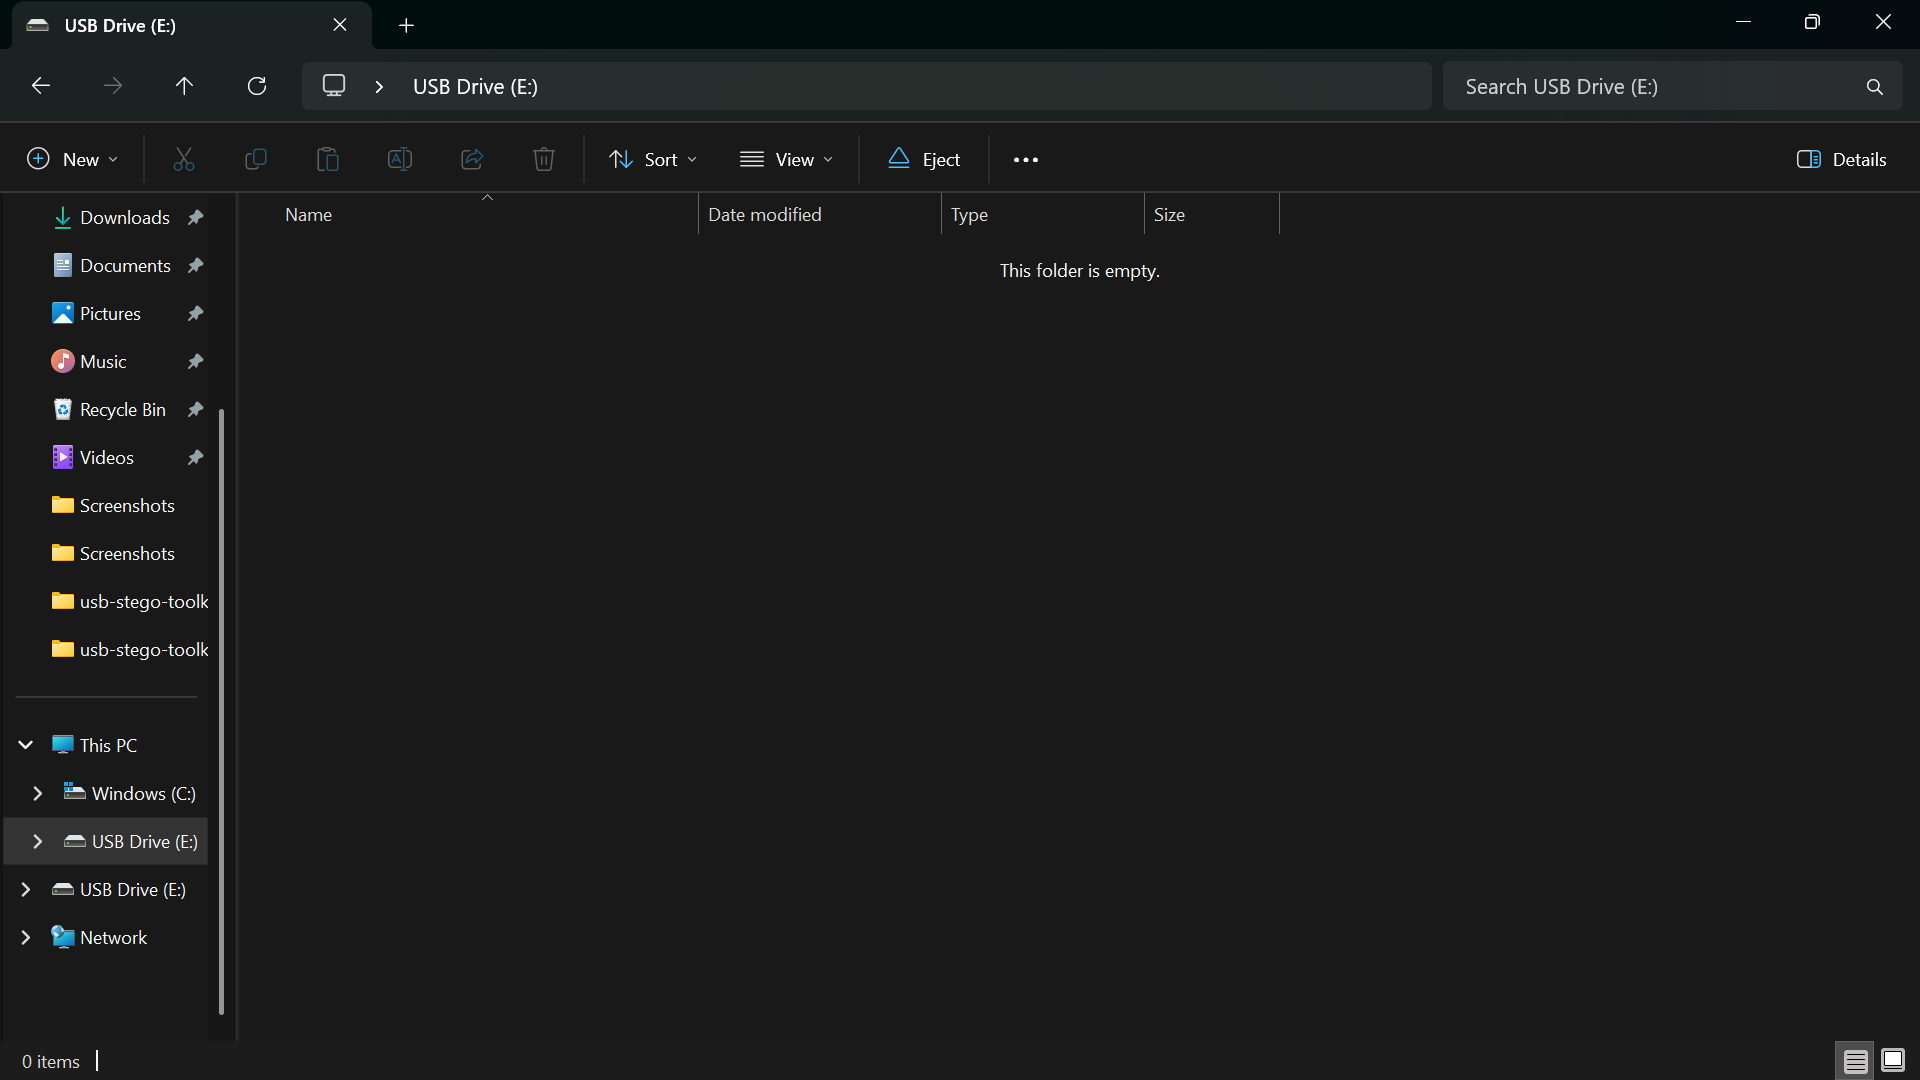 USB Drive (E:)
USB Drive (E:)
Search USB Drive (E:)
New
Sort
View
Eject
Details
Name
Date modified
Type
Size
This folder is empty.
Downloads
Documents
Pictures
Music
Recycle Bin
Videos
Screenshots
Screenshots
usb-stego-toolk
usb-stego-toolk
This PC
Windows (C:)
USB Drive (E:)
USB Drive (E:)
Network
0 items